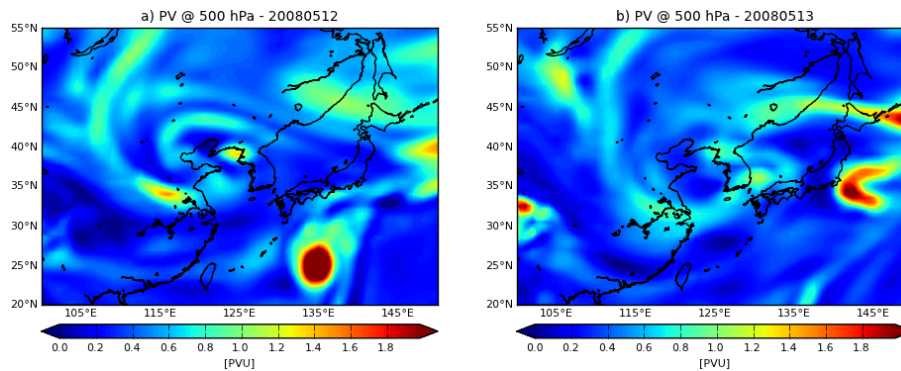 a) PV @ 500 hPa - 20080512
55°N
50°N
45°N
40°N
35°N
30°N
25°N
20°N
105°E 115°E 125°E 135°E 145°E
0.0 0.2 0.4 0.6 0.8 1.0 1.2 1.4 1.6 1.8
[PVU]
b) PV @ 500 hPa - 20080513
55°N
50°N
45°N
40°N
35°N
30°N
25°N
20°N
105°E 115°E 125°E 135°E 145°E
0.0 0.2 0.4 0.6 0.8 1.0 1.2 1.4 1.6 1.8
[PVU]